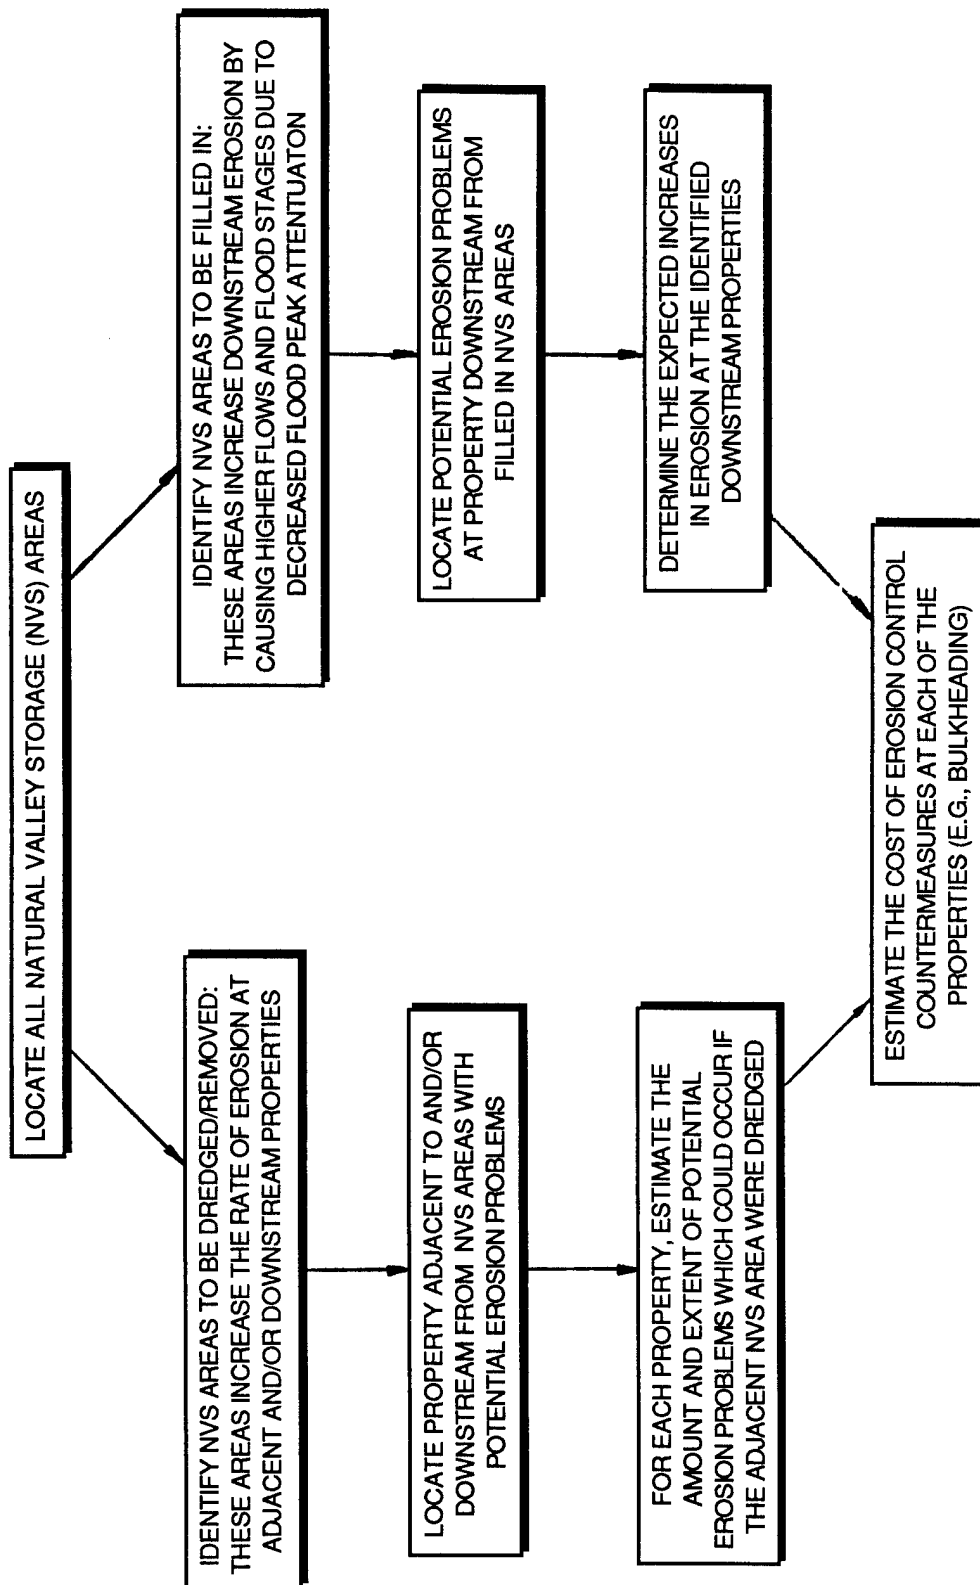 LOCATE ALL NATURAL VALLEY STORAGE (NVS) AREAS
IDENTIFY NVS AREAS TO BE DREDGED/REMOVED:
THESE AREAS INCREASE THE RATE OF EROSION AT
ADJACENT AND/OR DOWNSTREAM PROPERTIES
LOCATE PROPERTY ADJACENT TO AND/OR
DOWNSTREAM FROM NVS AREAS WITH
POTENTIAL EROSION PROBLEMS
FOR EACH PROPERTY, ESTIMATE THE
AMOUNT AND EXTENT OF POTENTIAL
EROSION PROBLEMS WHICH COULD OCCUR IF
THE ADJACENT NVS AREA WERE DREDGED
IDENTIFY NVS AREAS TO BE FILLED IN:
THESE AREAS INCREASE DOWNSTREAM EROSION BY
CAUSING HIGHER FLOWS AND FLOOD STAGES DUE TO
DECREASED FLOOD PEAK ATTENTUATON
LOCATE POTENTIAL EROSION PROBLEMS
AT PROPERTY DOWNSTREAM FROM
FILLED IN NVS AREAS
DETERMINE THE EXPECTED INCREASES
IN EROSION AT THE IDENTIFIED
DOWNSTREAM PROPERTIES
ESTIMATE THE COST OF EROSION CONTROL
COUNTERMEASURES AT EACH OF THE
PROPERTIES (E.G., BULKHEADING)